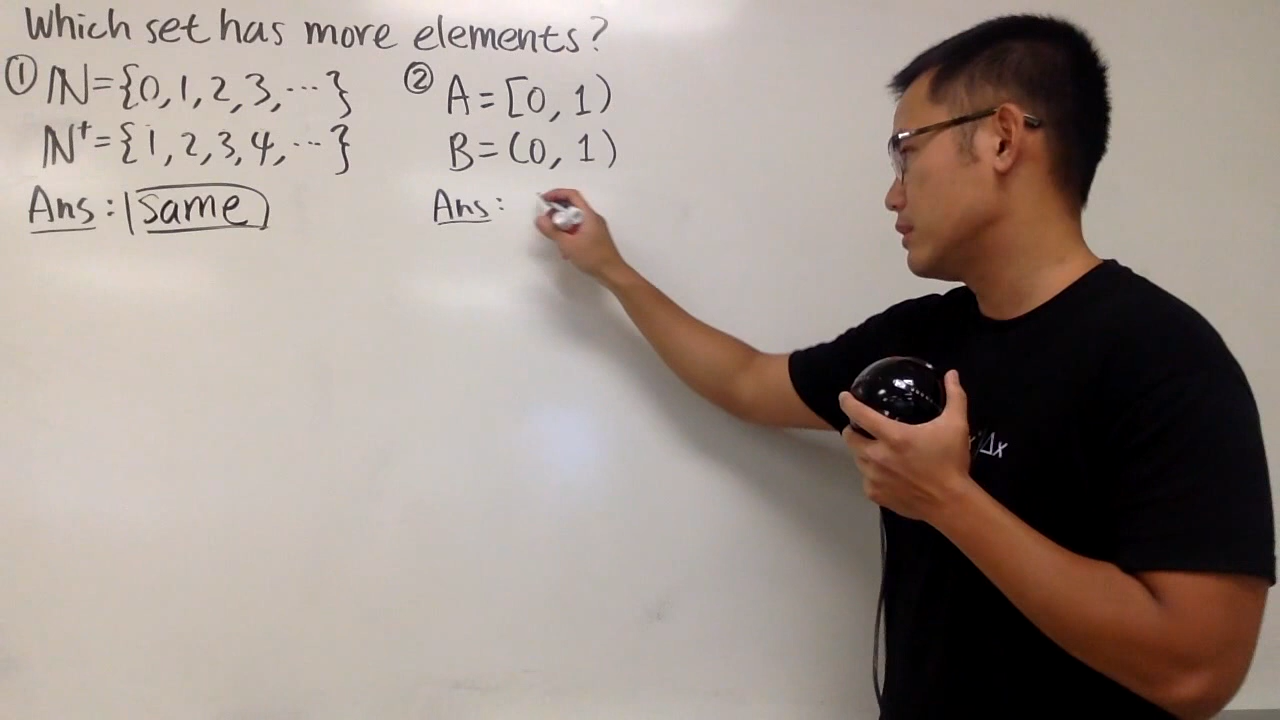 Which set has more elements?
① ℕ={0,1,2,3,⋯}
ℕ⁺={1,2,3,4,⋯}
Ans: same
② A=[0,1)
B=(0,1)
Ans:
Δx